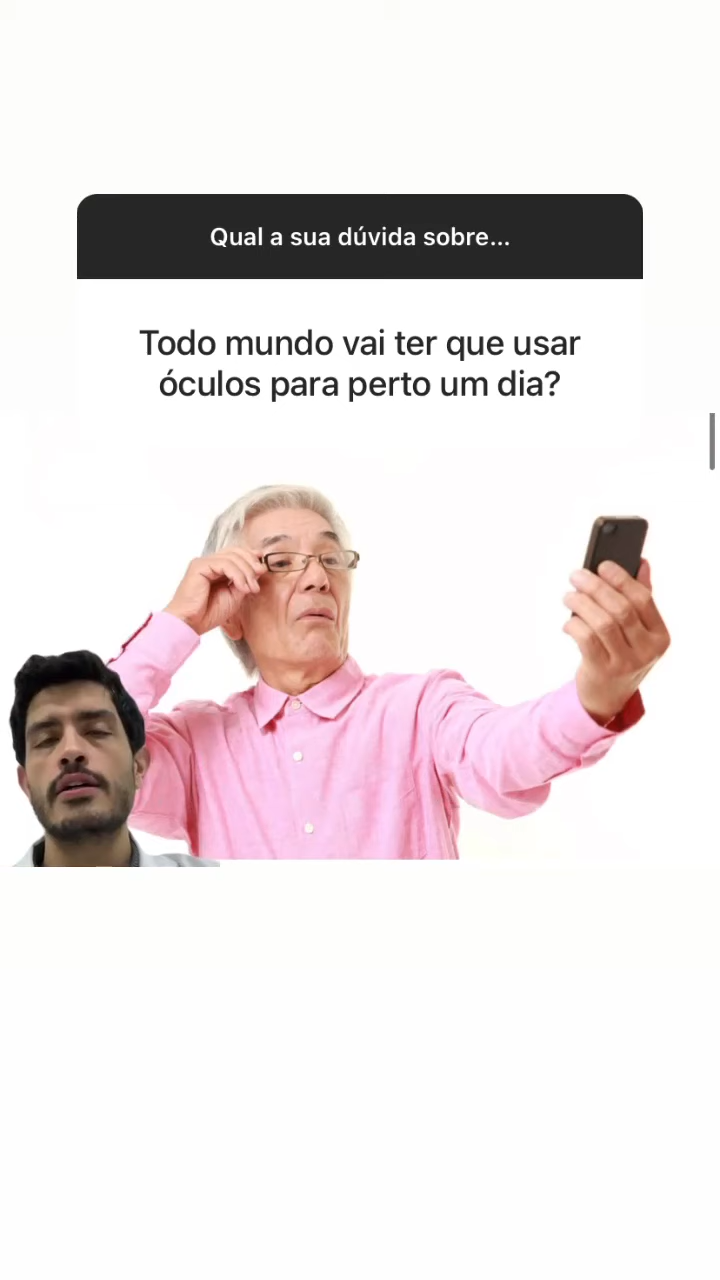 Qual a sua dúvida sobre...
Todo mundo vai ter que usar
óculos para perto um dia?